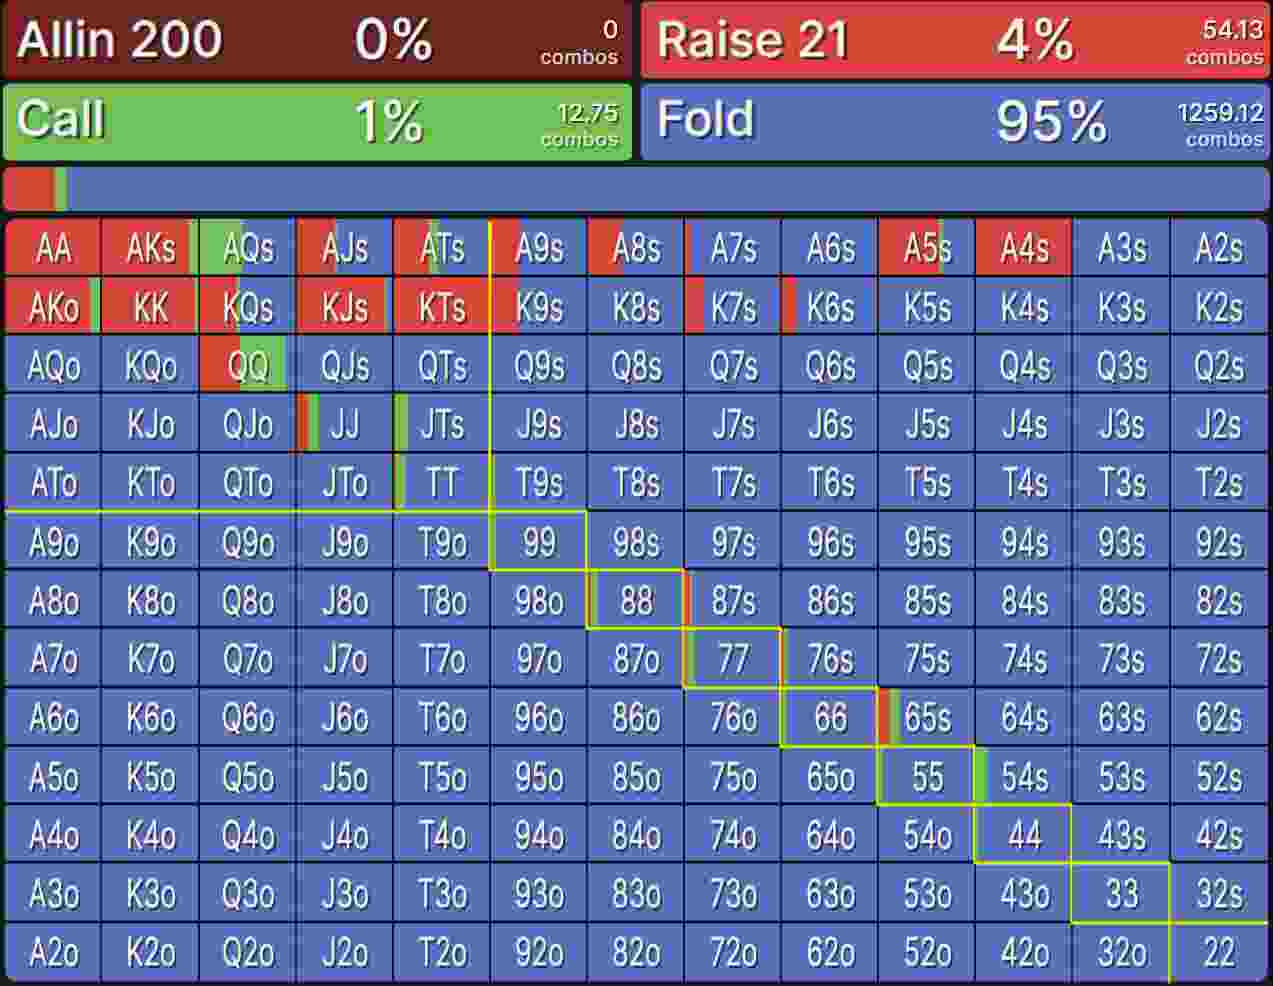 Allin 200 0% 0 combos
Raise 21 4% 54.13 combos
Call 1% 12.75 combos
Fold 95% 1259.12 combos
AA AKs AQs AJs ATs A9s A8s A7s A6s A5s A4s A3s A2s
AKo KK KQs KJs KTs K9s K8s K7s K6s K5s K4s K3s K2s
AQo KQo QQ QJs QTs Q9s Q8s Q7s Q6s Q5s Q4s Q3s Q2s
AJo KJo QJo JJ JTs J9s J8s J7s J6s J5s J4s J3s J2s
ATo KTo QTo JTo TT T9s T8s T7s T6s T5s T4s T3s T2s
A9o K9o Q9o J9o T9o 99 98s 97s 96s 95s 94s 93s 92s
A8o K8o Q8o J8o T8o 98o 88 87s 86s 85s 84s 83s 82s
A7o K7o Q7o J7o T7o 97o 87o 77 76s 75s 74s 73s 72s
A6o K6o Q6o J6o T6o 96o 86o 76o 66 65s 64s 63s 62s
A5o K5o Q5o J5o T5o 95o 85o 75o 65o 55 54s 53s 52s
A4o K4o Q4o J4o T4o 94o 84o 74o 64o 54o 44 43s 42s
A3o K3o Q3o J3o T3o 93o 83o 73o 63o 53o 43o 33 32s
A2o K2o Q2o J2o T2o 92o 82o 72o 62o 52o 42o 32o 22